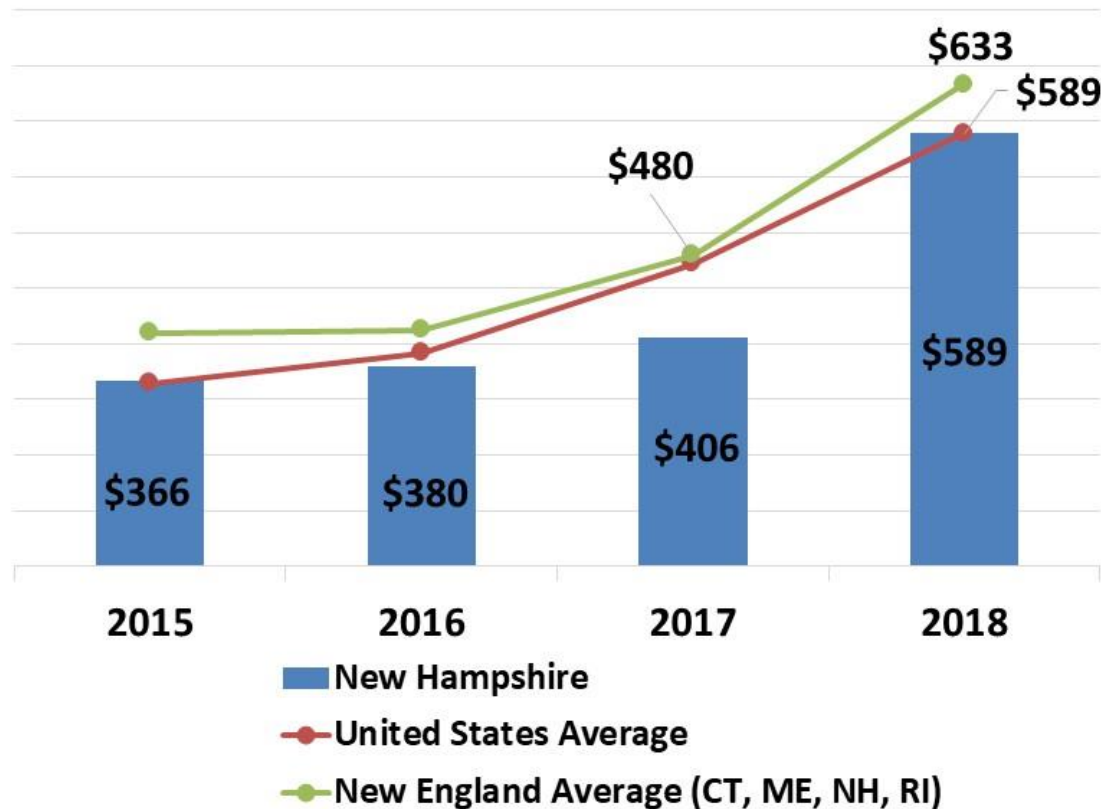 $633
$589
$480
$589
$406
$380
$366
2015 2016 2017 2018
New Hampshire
United States Average
New England Average (CT, ME, NH, RI)